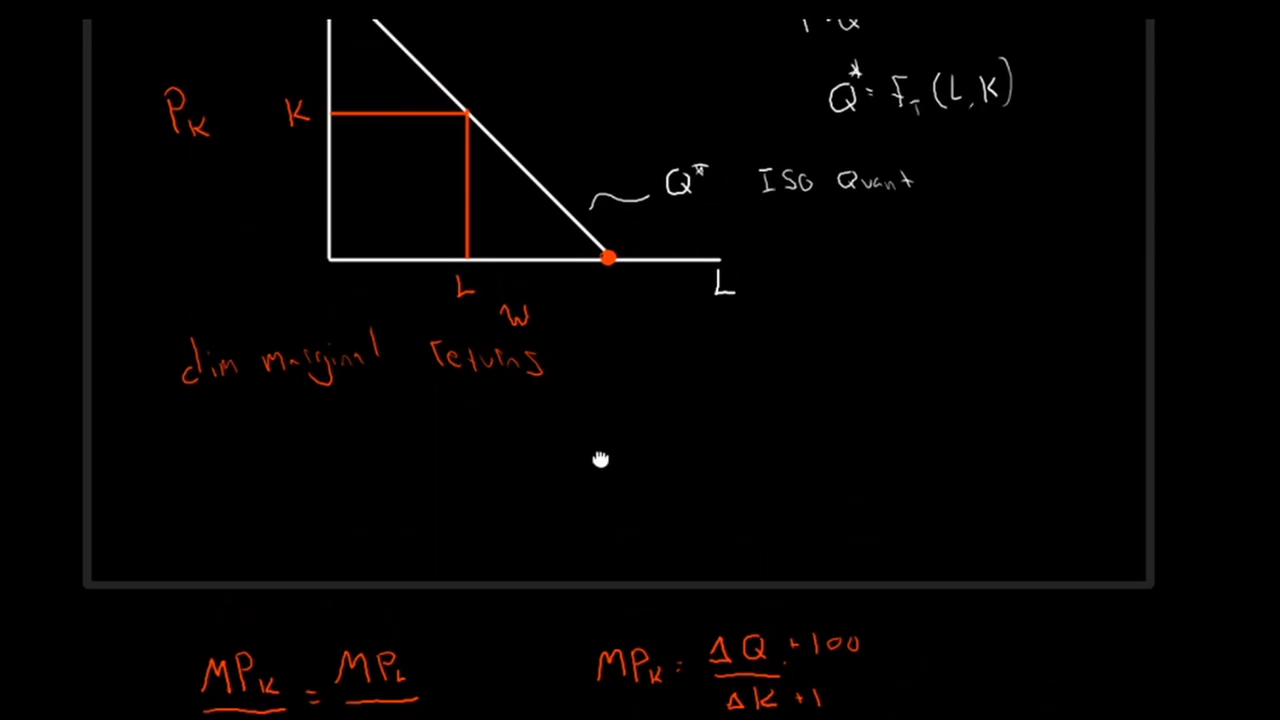 Q* = F_T (L, K)
P_K K
Q* ISO Quant
L
L W
dim marginal returns
MP_K = MP_L
MP_K = ΔQ +100
ΔK +1